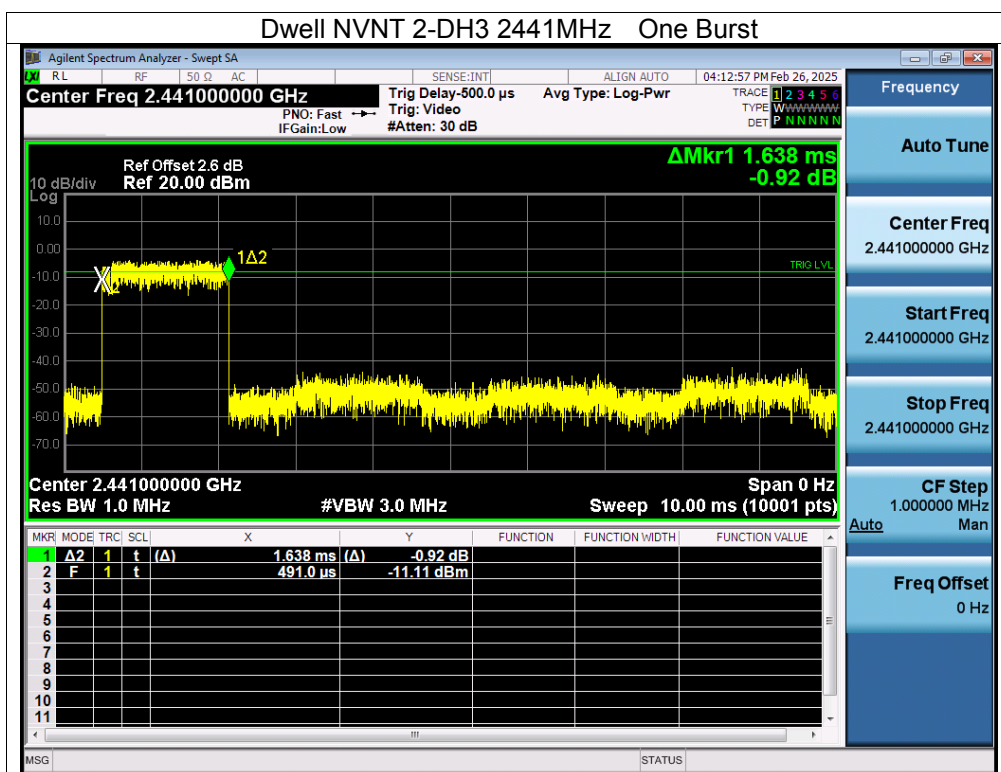 Dwell NVNT 2-DH3 2441MHz One Burst
Agilent Spectrum Analyzer - Swept SA
LXI RL RF 50 Ω AC SENSE:INT ALIGN AUTO 04:12:57 PM Feb 26, 2025
Center Freq 2.441000000 GHz Trig Delay-500.0 µs Avg Type: Log-Pwr TRACE 1 2 3 4 5 6
PNO: Fast Trig: Video TYPE WWWWWW
IFGain:Low #Atten: 30 dB DET P N N N N N
ΔMkr1 1.638 ms
-0.92 dB
Ref Offset 2.6 dB
10 dB/div Ref 20.00 dBm
Log
10.0
0.00
-10.0
-20.0
-30.0
-40.0
-50.0
-60.0
-70.0
1Δ2
TRIG LVL
2
Center 2.441000000 GHz Span 0 Hz
Res BW 1.0 MHz #VBW 3.0 MHz Sweep 10.00 ms (10001 pts)
MKR MODE TRC SCL X Y FUNCTION FUNCTION WIDTH FUNCTION VALUE
1 Δ2 1 t (Δ) 1.638 ms (Δ) -0.92 dB
2 F 1 t 491.0 µs -11.11 dBm
3
4
5
6
7
8
9
10
11
MSG STATUS
Frequency
Auto Tune
Center Freq
2.441000000 GHz
Start Freq
2.441000000 GHz
Stop Freq
2.441000000 GHz
CF Step
1.000000 MHz
Auto Man
Freq Offset
0 Hz